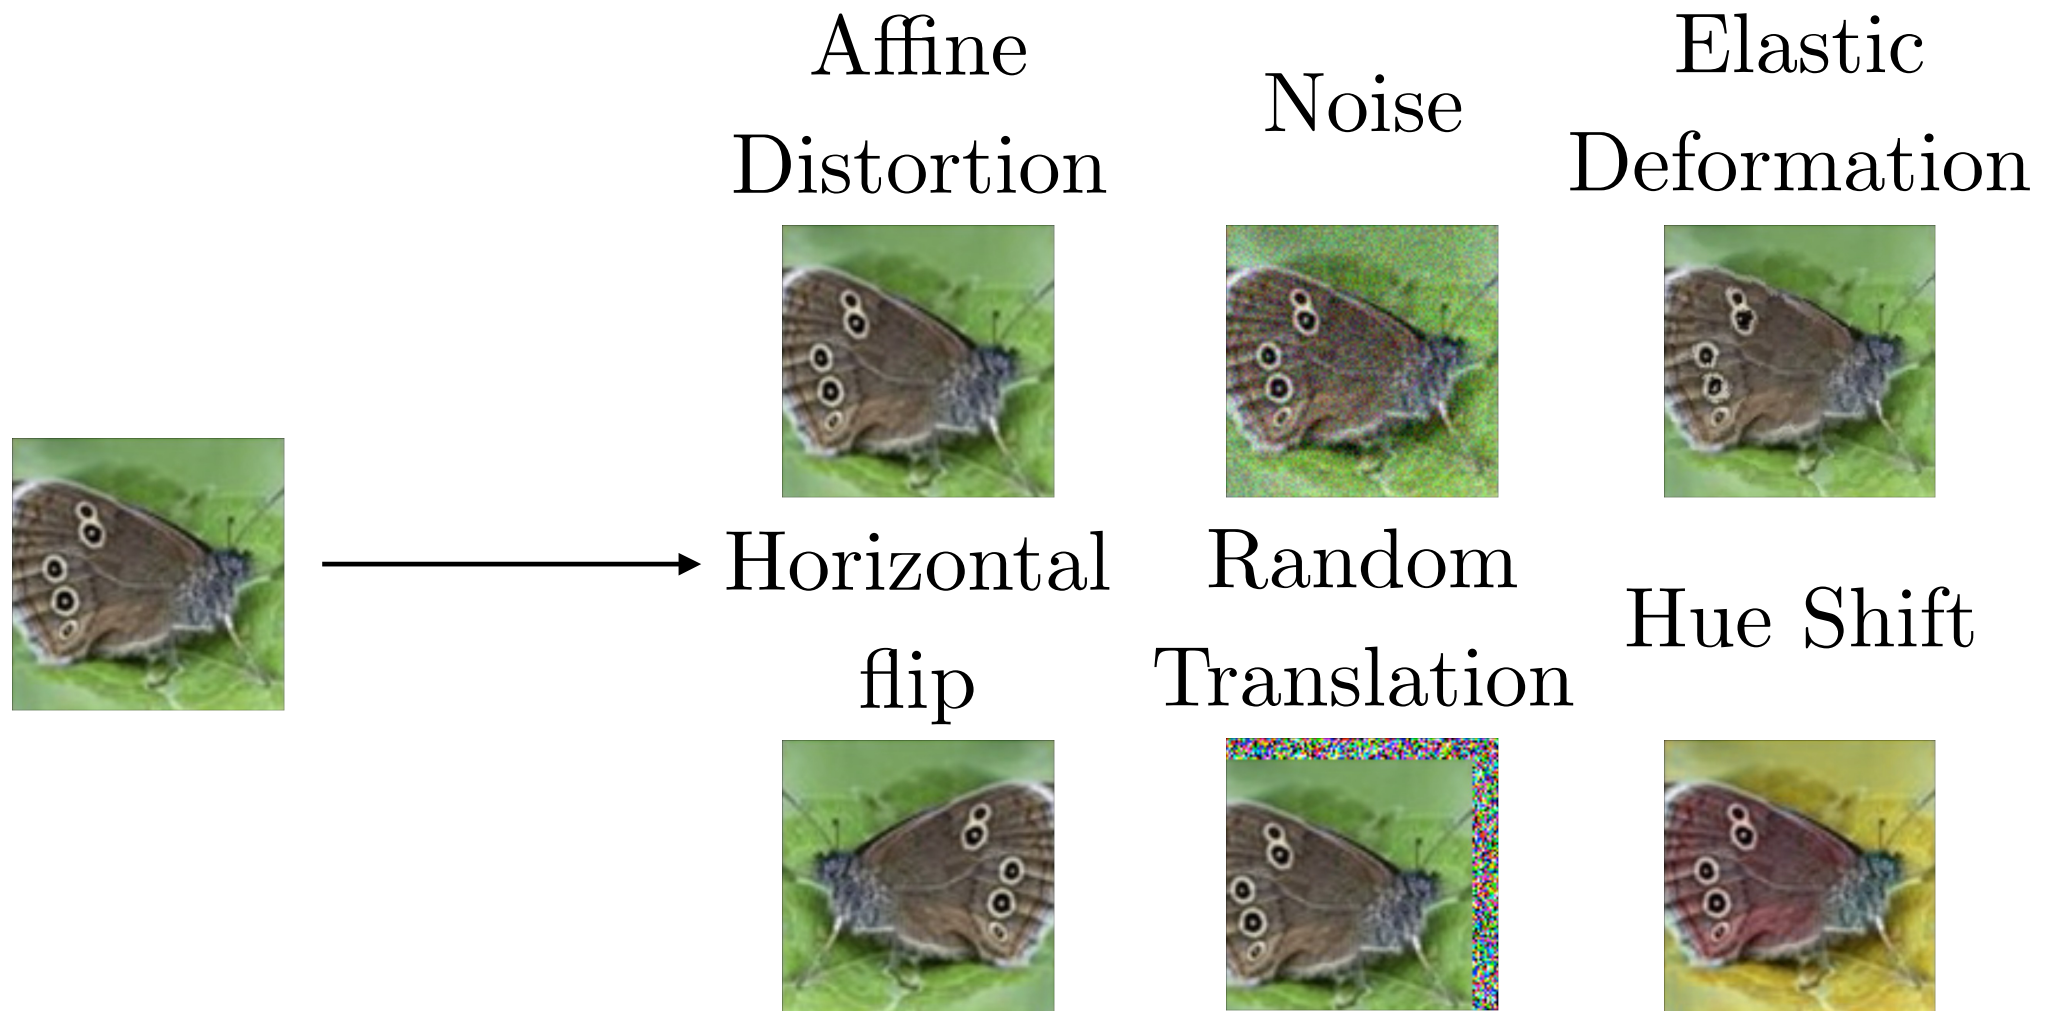 Affine
Distortion
Noise
Elastic
Deformation
Horizontal
flip
Random
Translation
Hue Shift